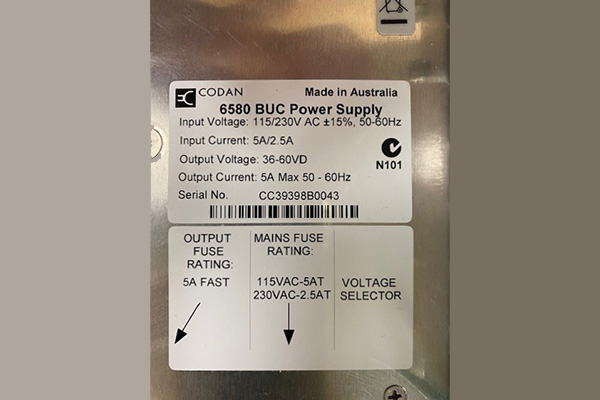 CODAN Made in Australia
6580 BUC Power Supply
Input Voltage: 115/230V AC ±15%, 50-60Hz
Input Current: 5A/2.5A
Output Voltage: 36-60VD
N101
Output Current: 5A Max 50 - 60Hz
Serial No. CC39398B0043
OUTPUT
FUSE
RATING:
5A FAST
MAINS FUSE
RATING:
115VAC-5AT
230VAC-2.5AT
VOLTAGE
SELECTOR